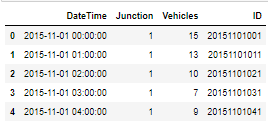 DateTime Junction Vehicles ID
0 2015-11-01 00:00:00 1 15 20151101001
1 2015-11-01 01:00:00 1 13 20151101011
2 2015-11-01 02:00:00 1 10 20151101021
3 2015-11-01 03:00:00 1 7 20151101031
4 2015-11-01 04:00:00 1 9 20151101041